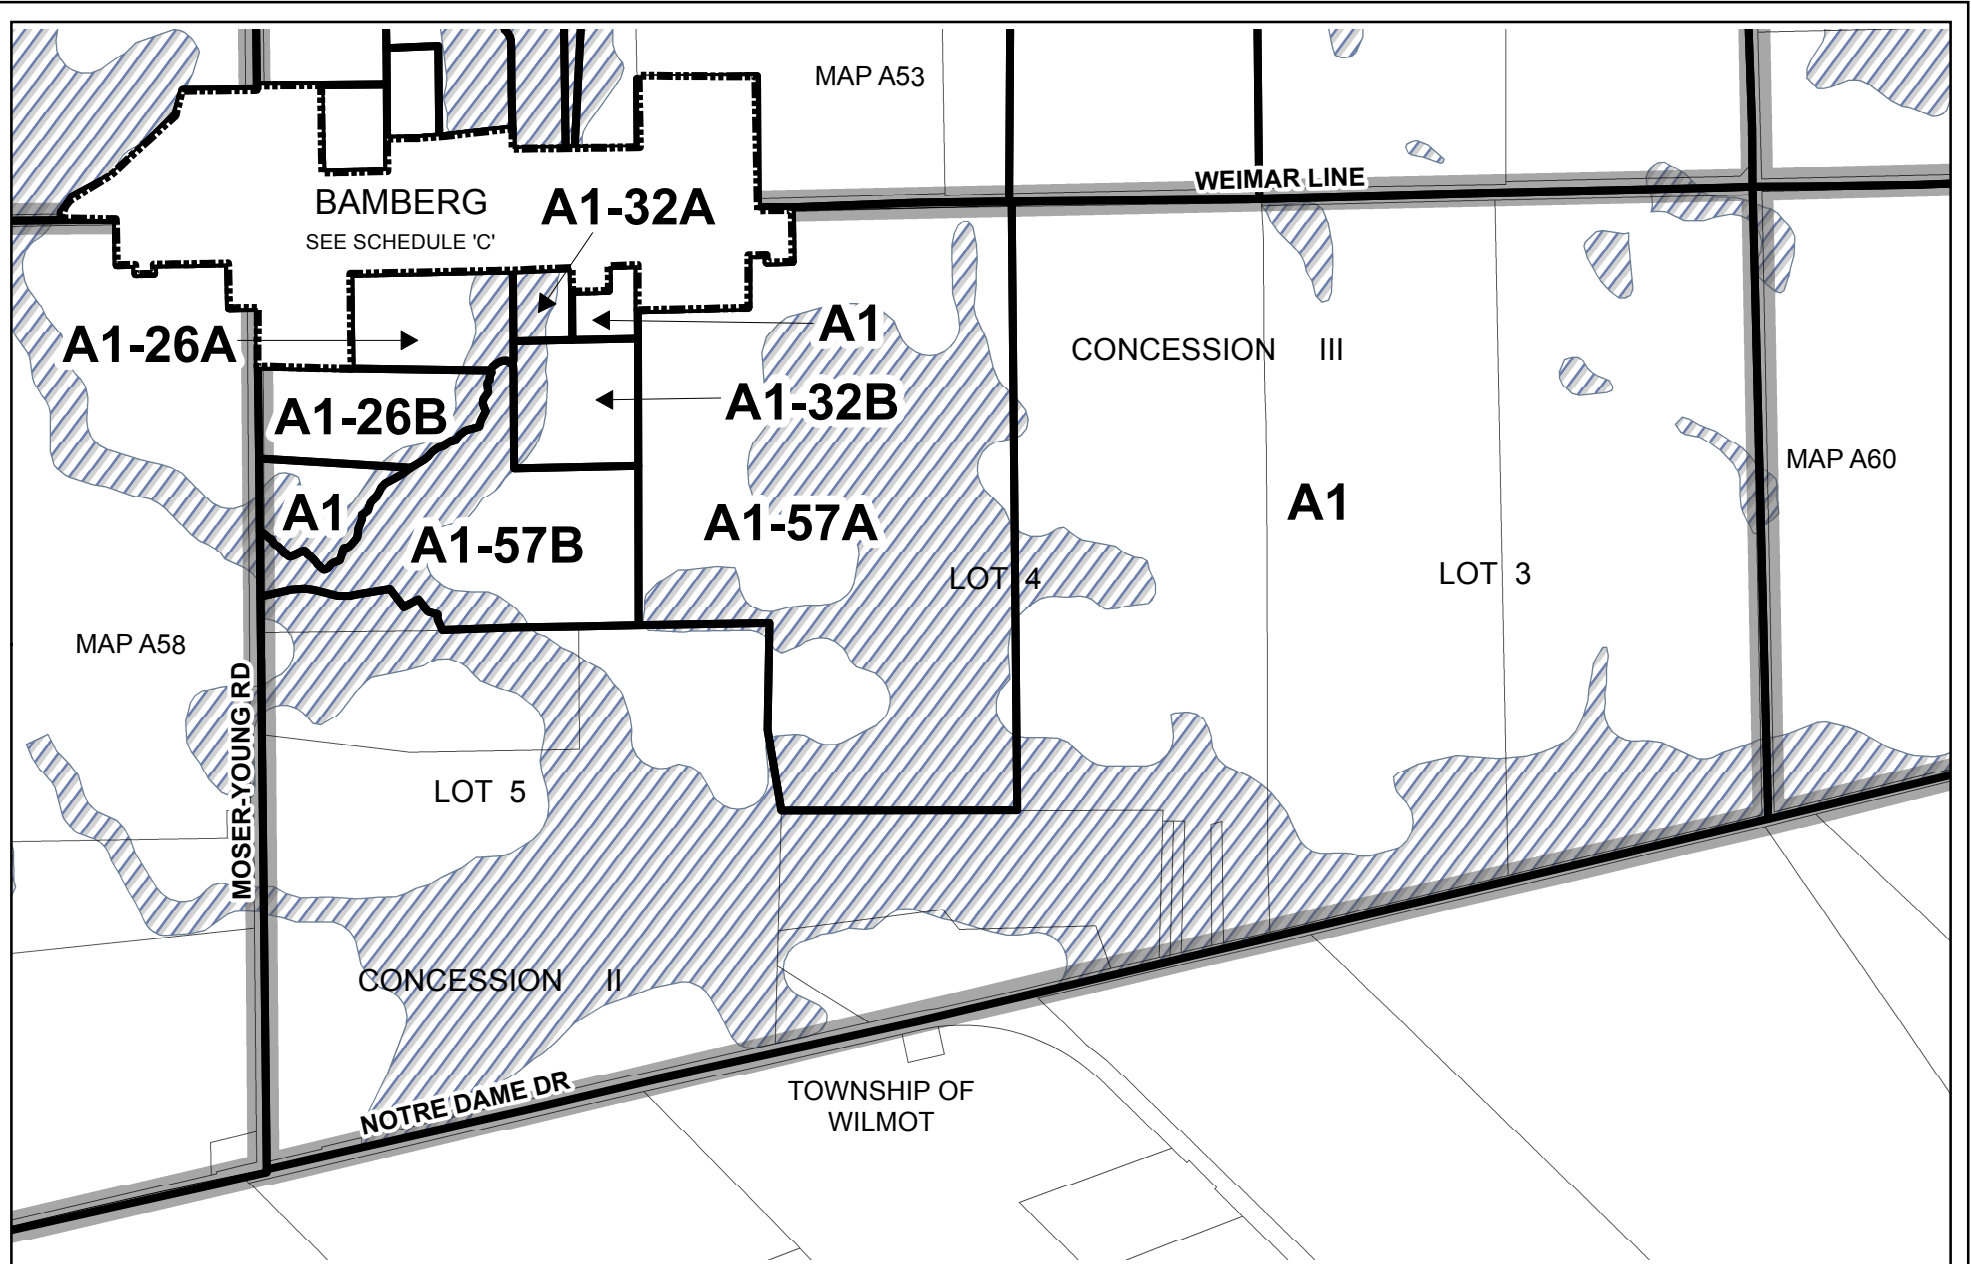 MAP A53
WEIMAR LINE
BAMBERG
SEE SCHEDULE 'C'
A1-32A
A1-26A
A1
A1-32B
CONCESSION III
A1-26B
MAP A60
A1
A1-57B
A1-57A
A1
LOT 4
LOT 3
MAP A58
MOSER-YOUNG RD
LOT 5
CONCESSION II
NOTRE DAME DR
TOWNSHIP OF
WILMOT